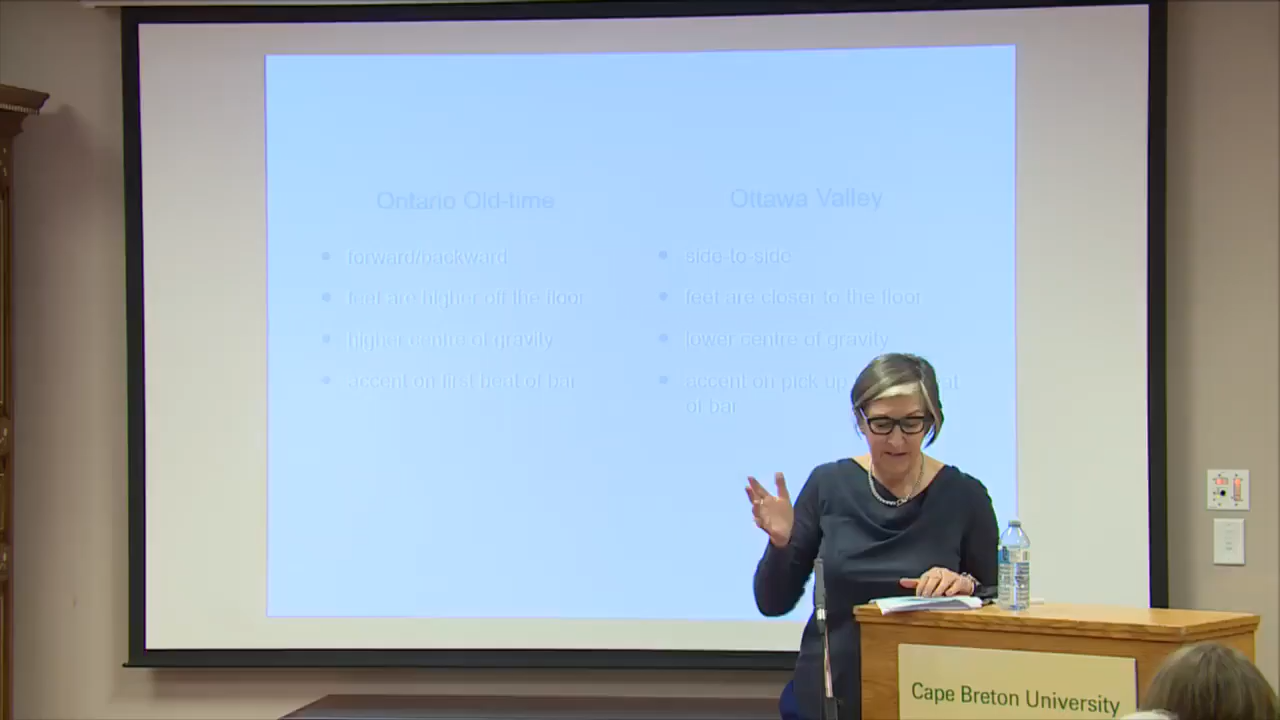 Ontario Old-time
• forward/backward
• feet are higher off the floor
• higher centre of gravity
• accent on first beat of bar
Ottawa Valley
• side-to-side
• feet are closer to the floor
• lower centre of gravity
• accent on pick up
of bar
Cape Breton University